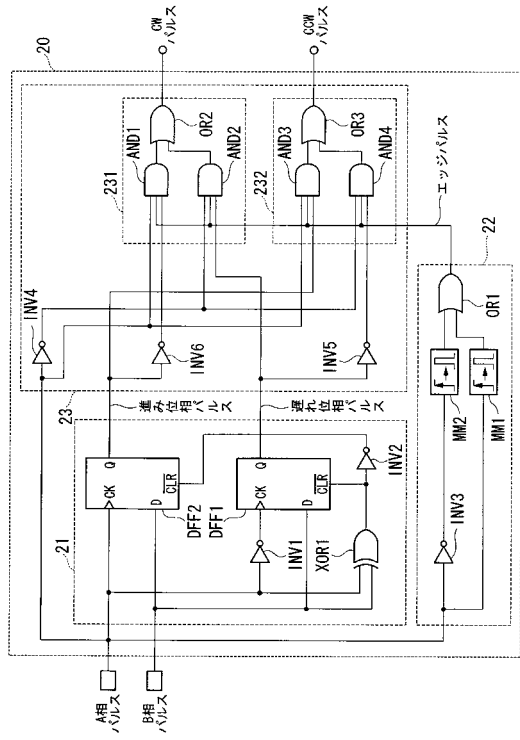 20
CW
パルス
CCW
パルス
231
AND1
OR2
AND2
232
AND3
OR3
AND4
エッジパルス
INV4
INV6
INV5
23
進み位相パルス
遅れ位相パルス
22
OR1
MM2
MM1
INV3
21
CK
Q
D
CLR
DFF2
CK
Q
D
CLR
DFF1
INV2
INV1
XOR1
A相
パルス
B相
パルス